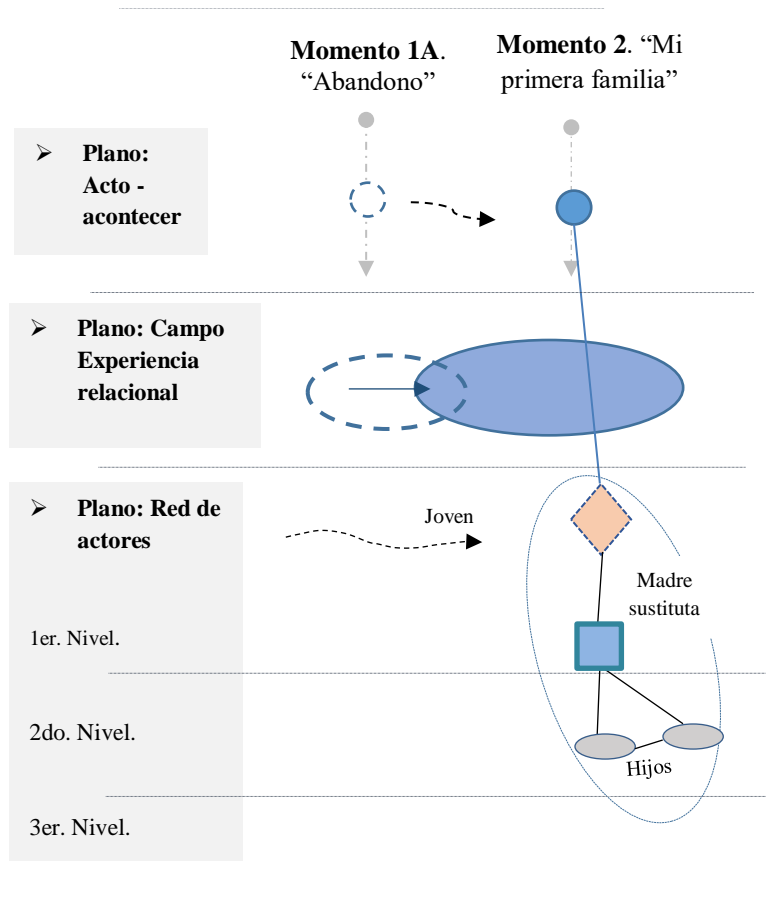 Momento 1A.
“Abandono”
Momento 2. “Mi
primera familia”
➢ Plano:
Acto -
acontecer
➢ Plano: Campo
Experiencia
relacional
➢ Plano: Red de
actores
Joven
Madre
sustituta
1er. Nivel.
2do. Nivel.
Hijos
3er. Nivel.